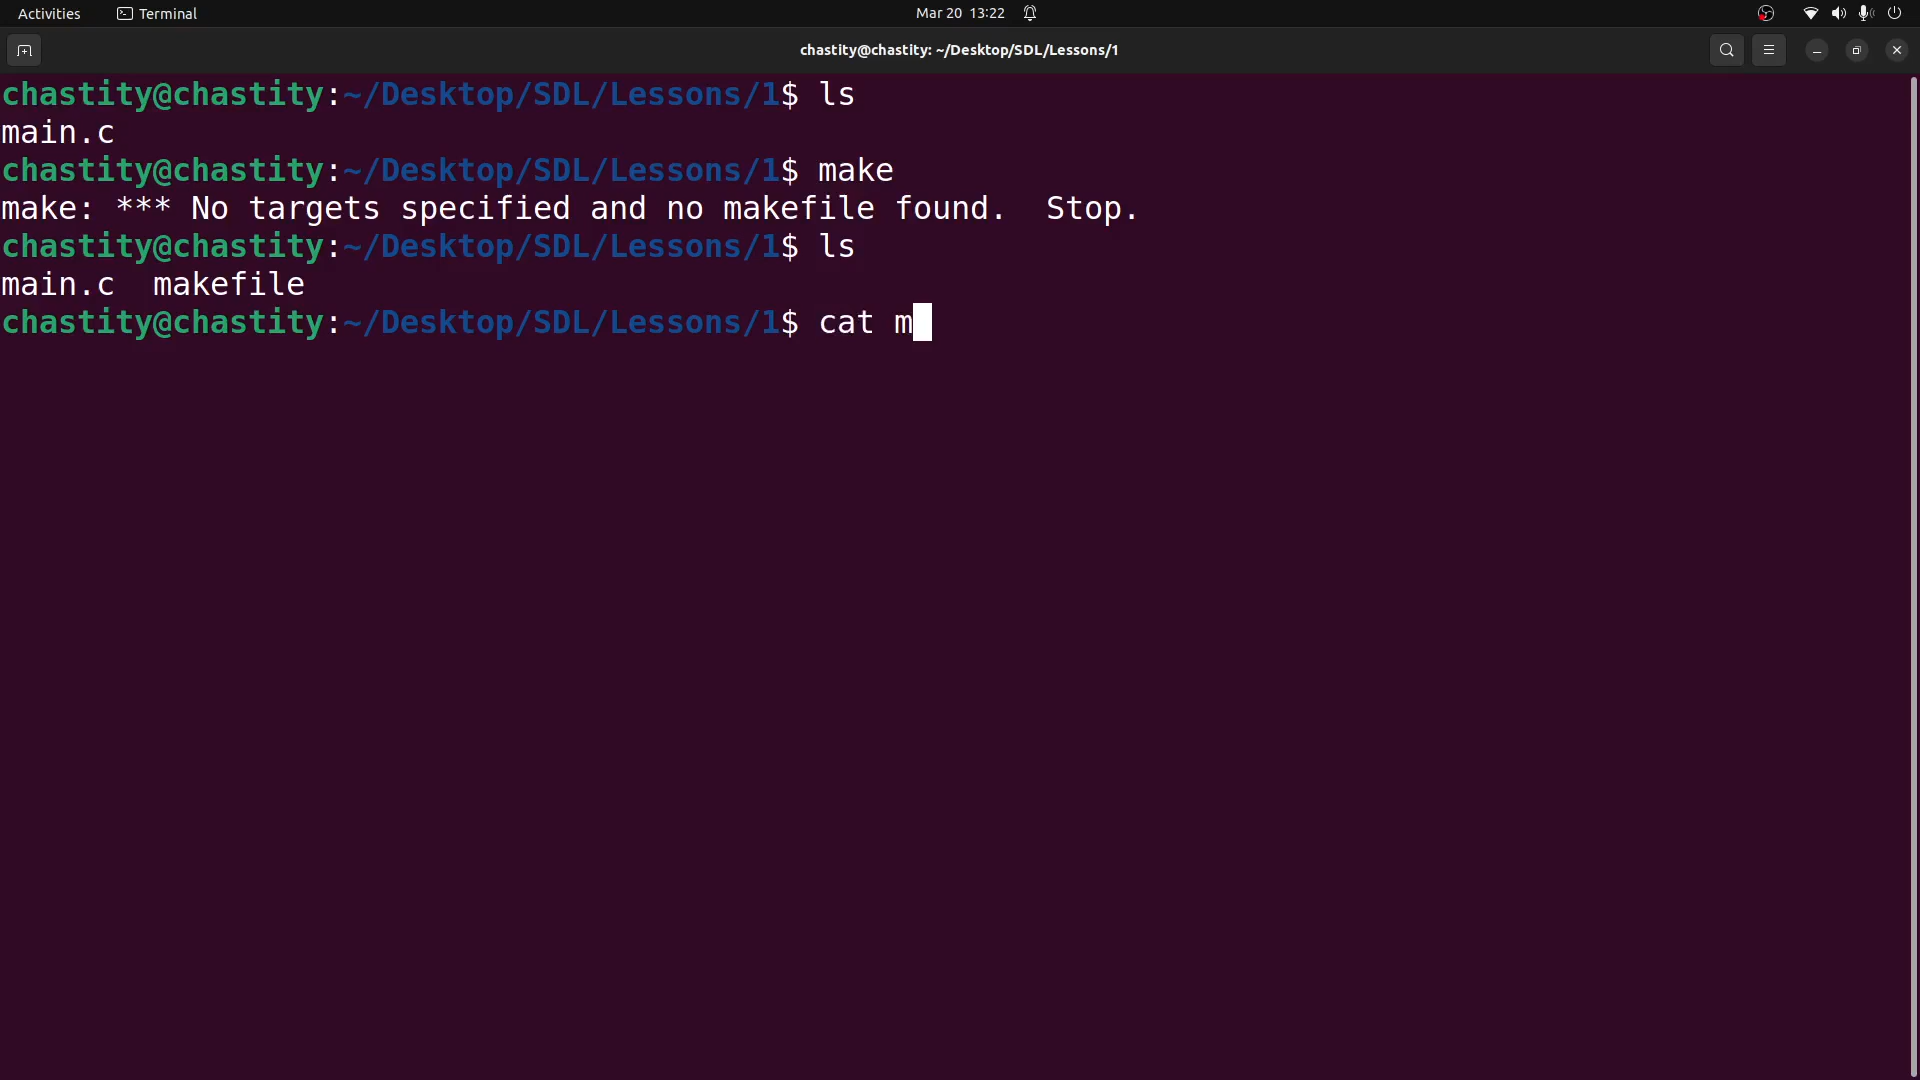 Activities Terminal Mar 20 13:22
chastity@chastity: ~/Desktop/SDL/Lessons/1
chastity@chastity:~/Desktop/SDL/Lessons/1$ ls
main.c
chastity@chastity:~/Desktop/SDL/Lessons/1$ make
make: *** No targets specified and no makefile found.  Stop.
chastity@chastity:~/Desktop/SDL/Lessons/1$ ls
main.c  makefile
chastity@chastity:~/Desktop/SDL/Lessons/1$ cat m